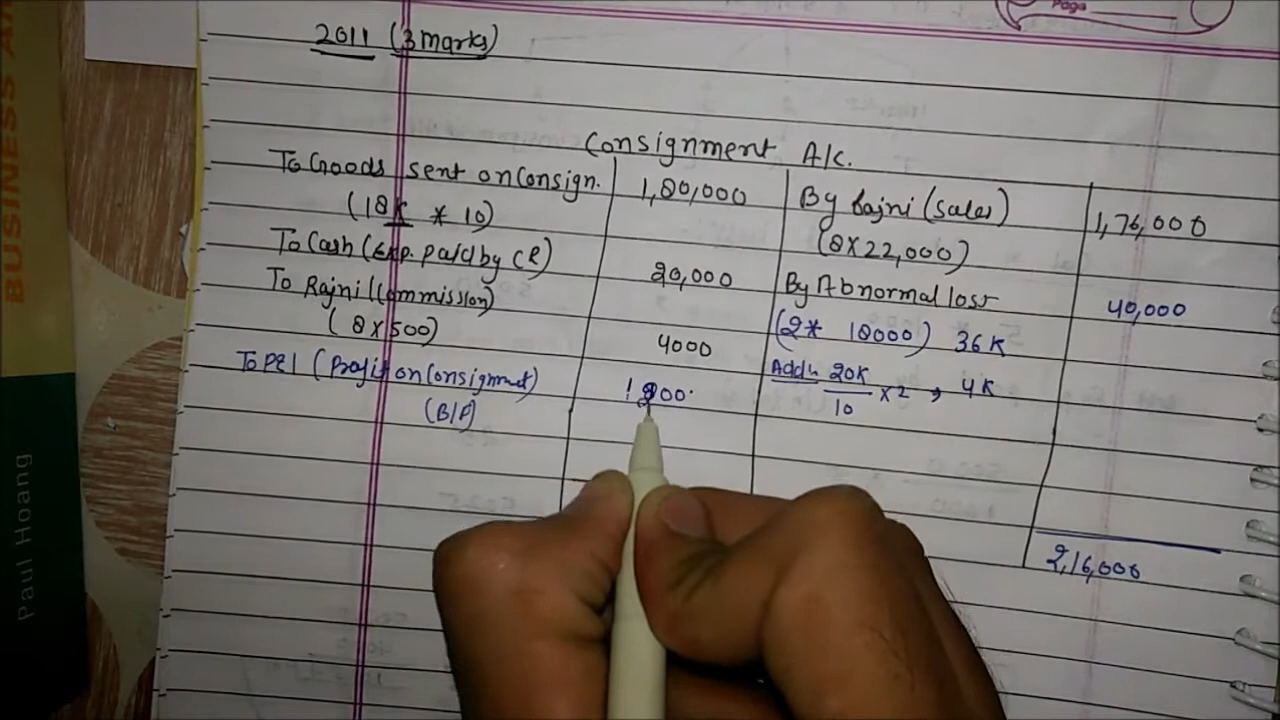 Page
2011 (3 marks)
Consignment A/c.
To Goods sent on Consign. 1,80,000 By Rajni (Sales) 1,76,000
(18K * 10) (8 x 22,000)
To Cash (Exp. paid by CR) 20,000 By Abnormal loss 40,000
To Rajni (Commission) (2 * 18000) 36K
(8 x 500) 4000
To P&l (Profit on Consignment) Add:- 20K/10 x 2, 4K
(B/F)
2,16,000
BUSINESS
Paul Hoang